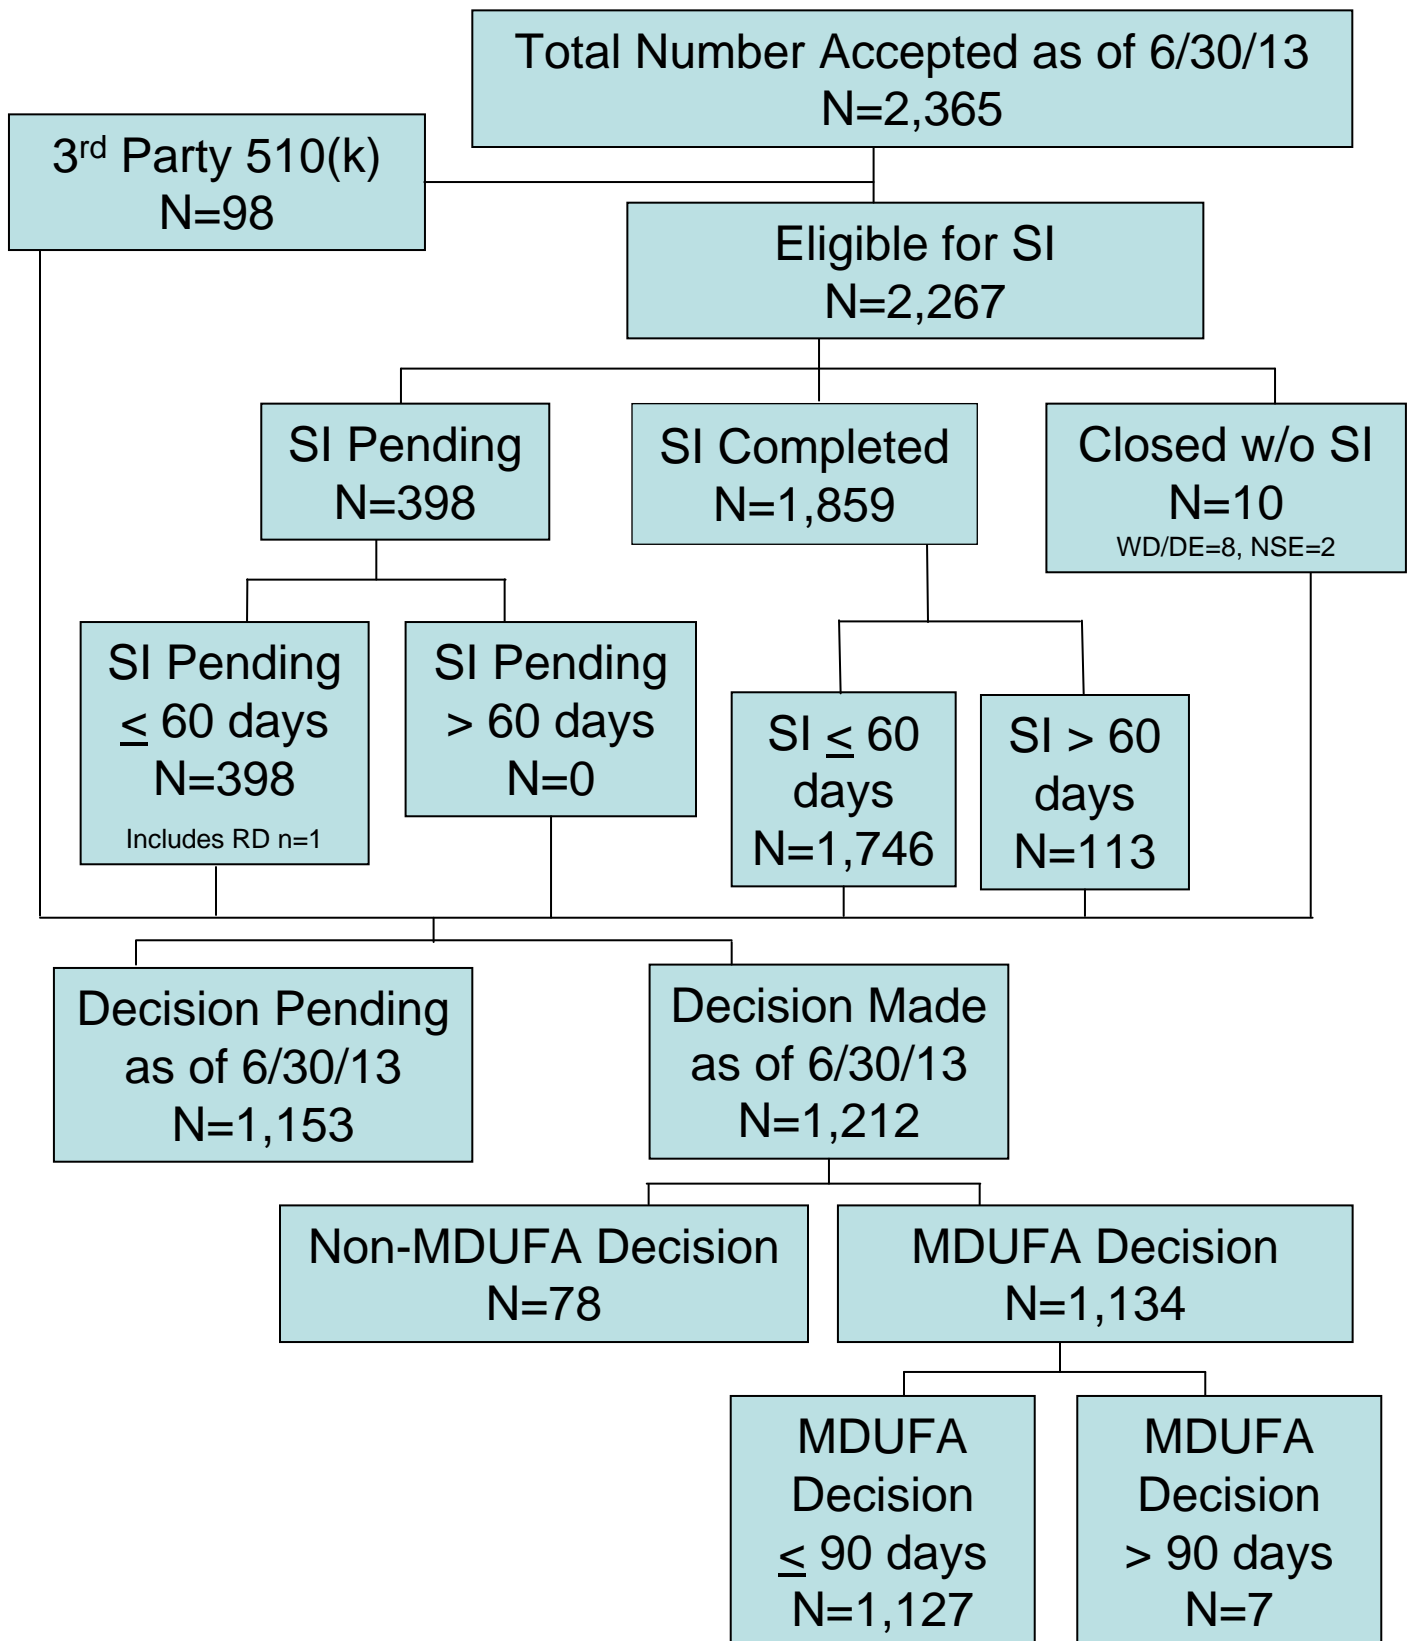 Total Number Accepted as of 6/30/13
N=2,365
3rd Party 510(k)
N=98
Eligible for SI
N=2,267
SI Pending
N=398
SI Completed
N=1,859
Closed w/o SI
N=10
WD/DE=8, NSE=2
SI Pending
≤ 60 days
N=398
Includes RD n=1
SI Pending
> 60 days
N=0
SI ≤ 60
days
N=1,746
SI > 60
days
N=113
Decision Pending
as of 6/30/13
N=1,153
Decision Made
as of 6/30/13
N=1,212
Non-MDUFA Decision
N=78
MDUFA Decision
N=1,134
MDUFA
Decision
≤ 90 days
N=1,127
MDUFA
Decision
> 90 days
N=7